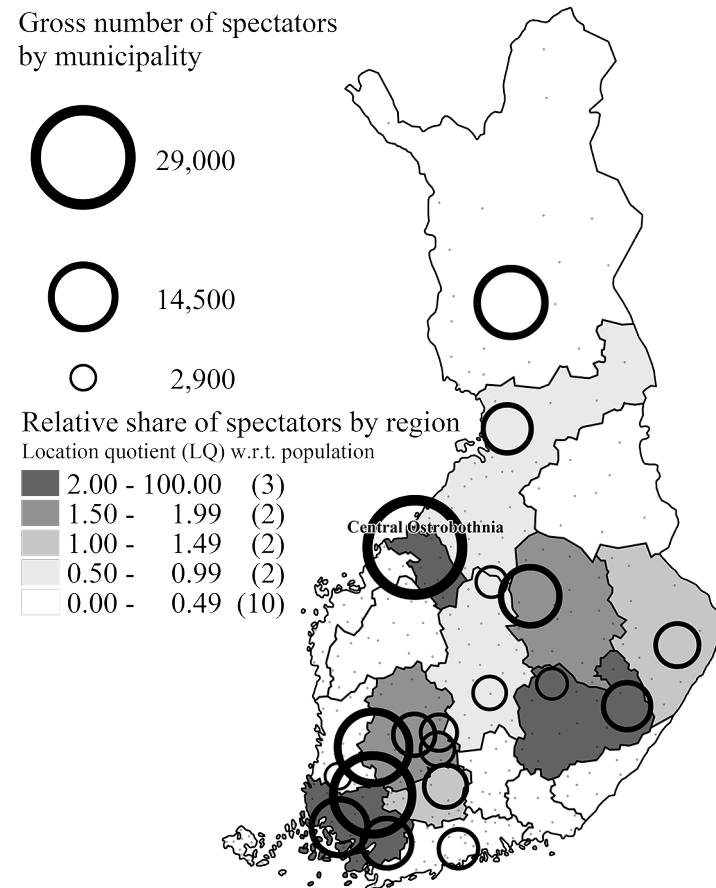 Gross number of spectators
by municipality
29,000
14,500
2,900
Relative share of spectators by region
Location quotient (LQ) w.r.t. population
2.00 - 100.00 (3)
1.50 - 1.99 (2)
1.00 - 1.49 (2)
0.50 - 0.99 (2)
0.00 - 0.49 (10)
Central Ostrobothnia